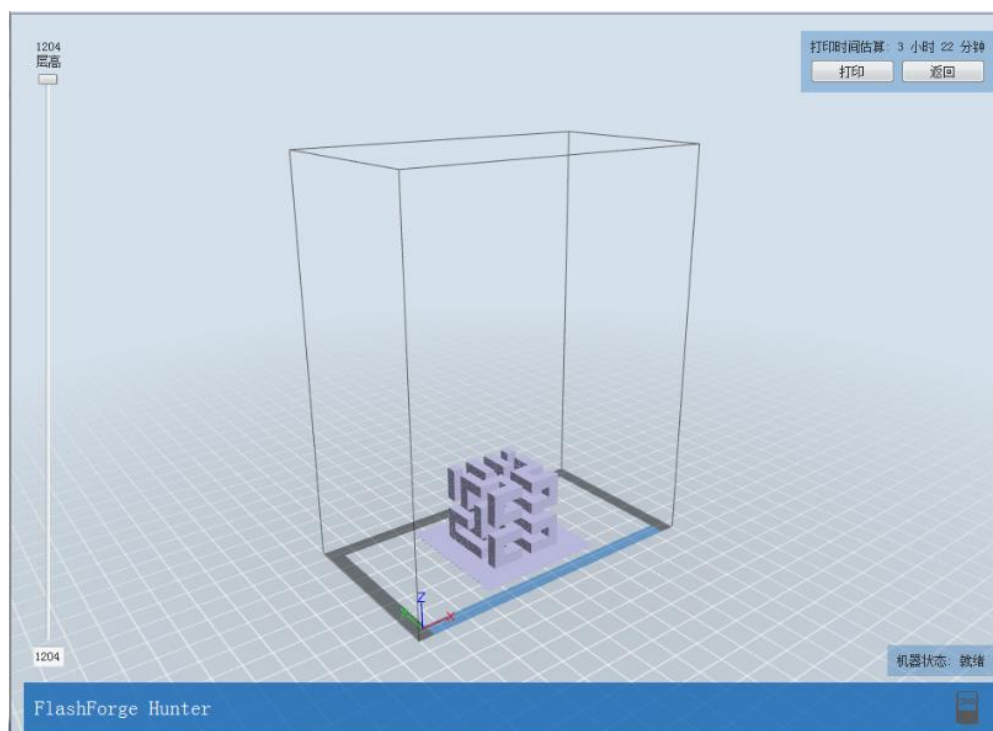 1204
层高
打印时间估算: 3 小时 22 分钟
打印 返回
Z
X
1204
机器状态: 就绪
FlashForge Hunter